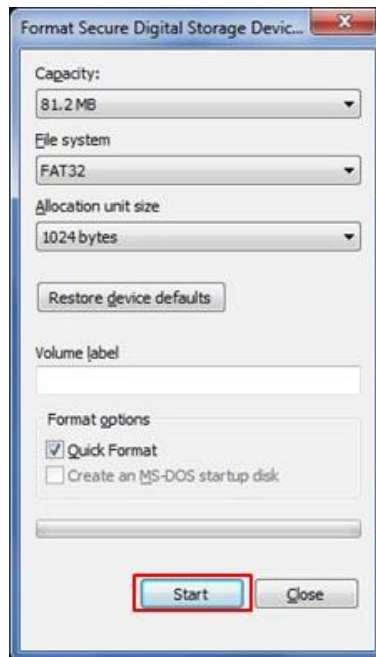 Format Secure Digital Storage Devic...
Capacity:
81.2 MB
File system
FAT32
Allocation unit size
1024 bytes
Restore device defaults
Volume label
Format options
Quick Format
Create an MS-DOS startup disk
Start
Close